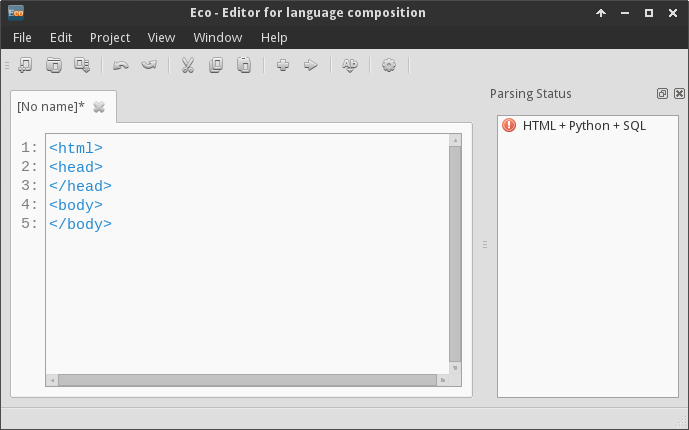 Eco
Eco - Editor for language composition
File Edit Project View Window Help
[No name]*
Parsing Status
HTML + Python + SQL
1: <html>
2: <head>
3: </head>
4: <body>
5: </body>